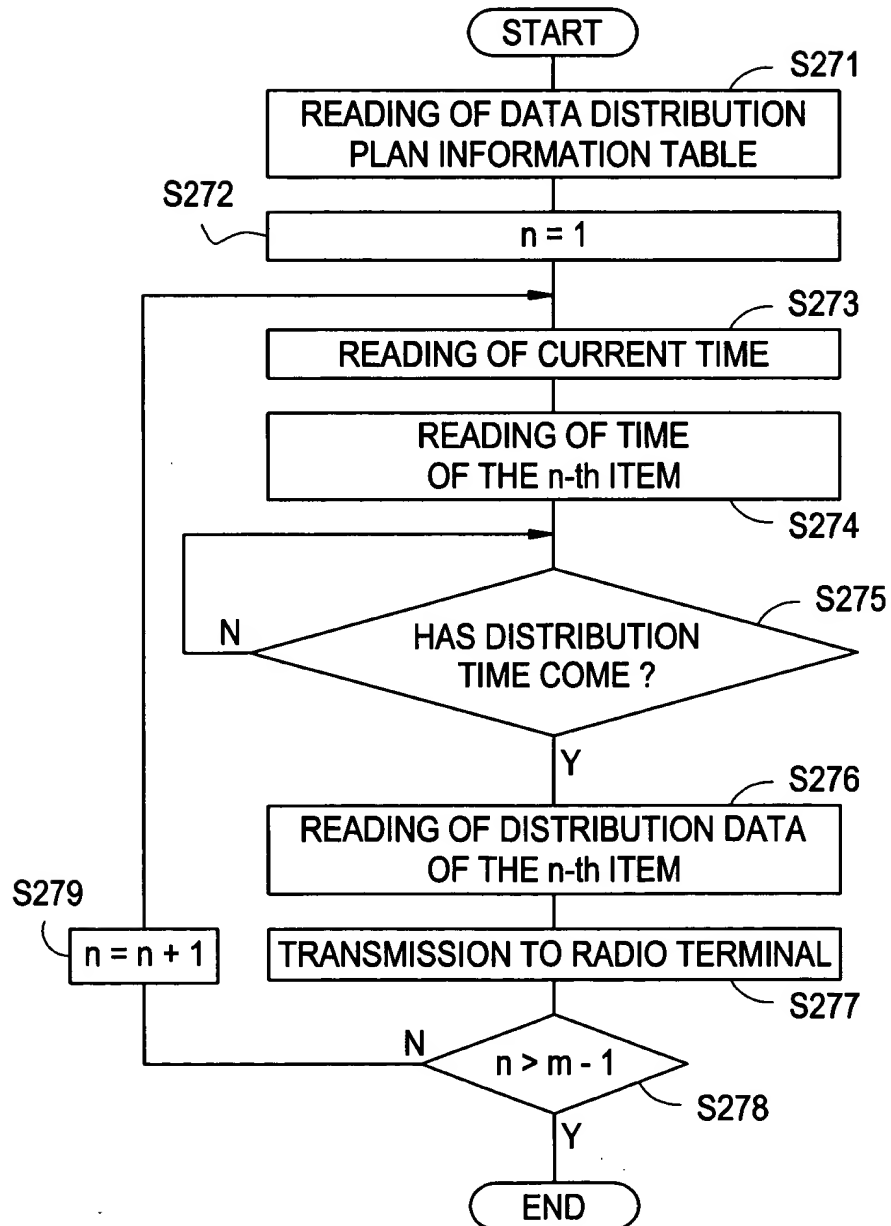 START
S271
READING OF DATA DISTRIBUTION
PLAN INFORMATION TABLE
S272
n = 1
S273
READING OF CURRENT TIME
READING OF TIME
OF THE n-th ITEM
S274
S275
N
HAS DISTRIBUTION
TIME COME ?
Y
S276
READING OF DISTRIBUTION DATA
OF THE n-th ITEM
S279
n = n + 1
TRANSMISSION TO RADIO TERMINAL
S277
N
n > m - 1
S278
Y
END